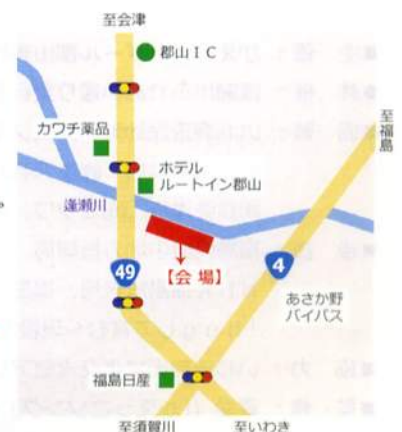 至会津
郡山IC
カワチ薬品
至福島
ホテル
ルートイン郡山
逢瀬川
49
【会 場】
4
あさか野
バイパス
福島日産
至須賀川
至いわき